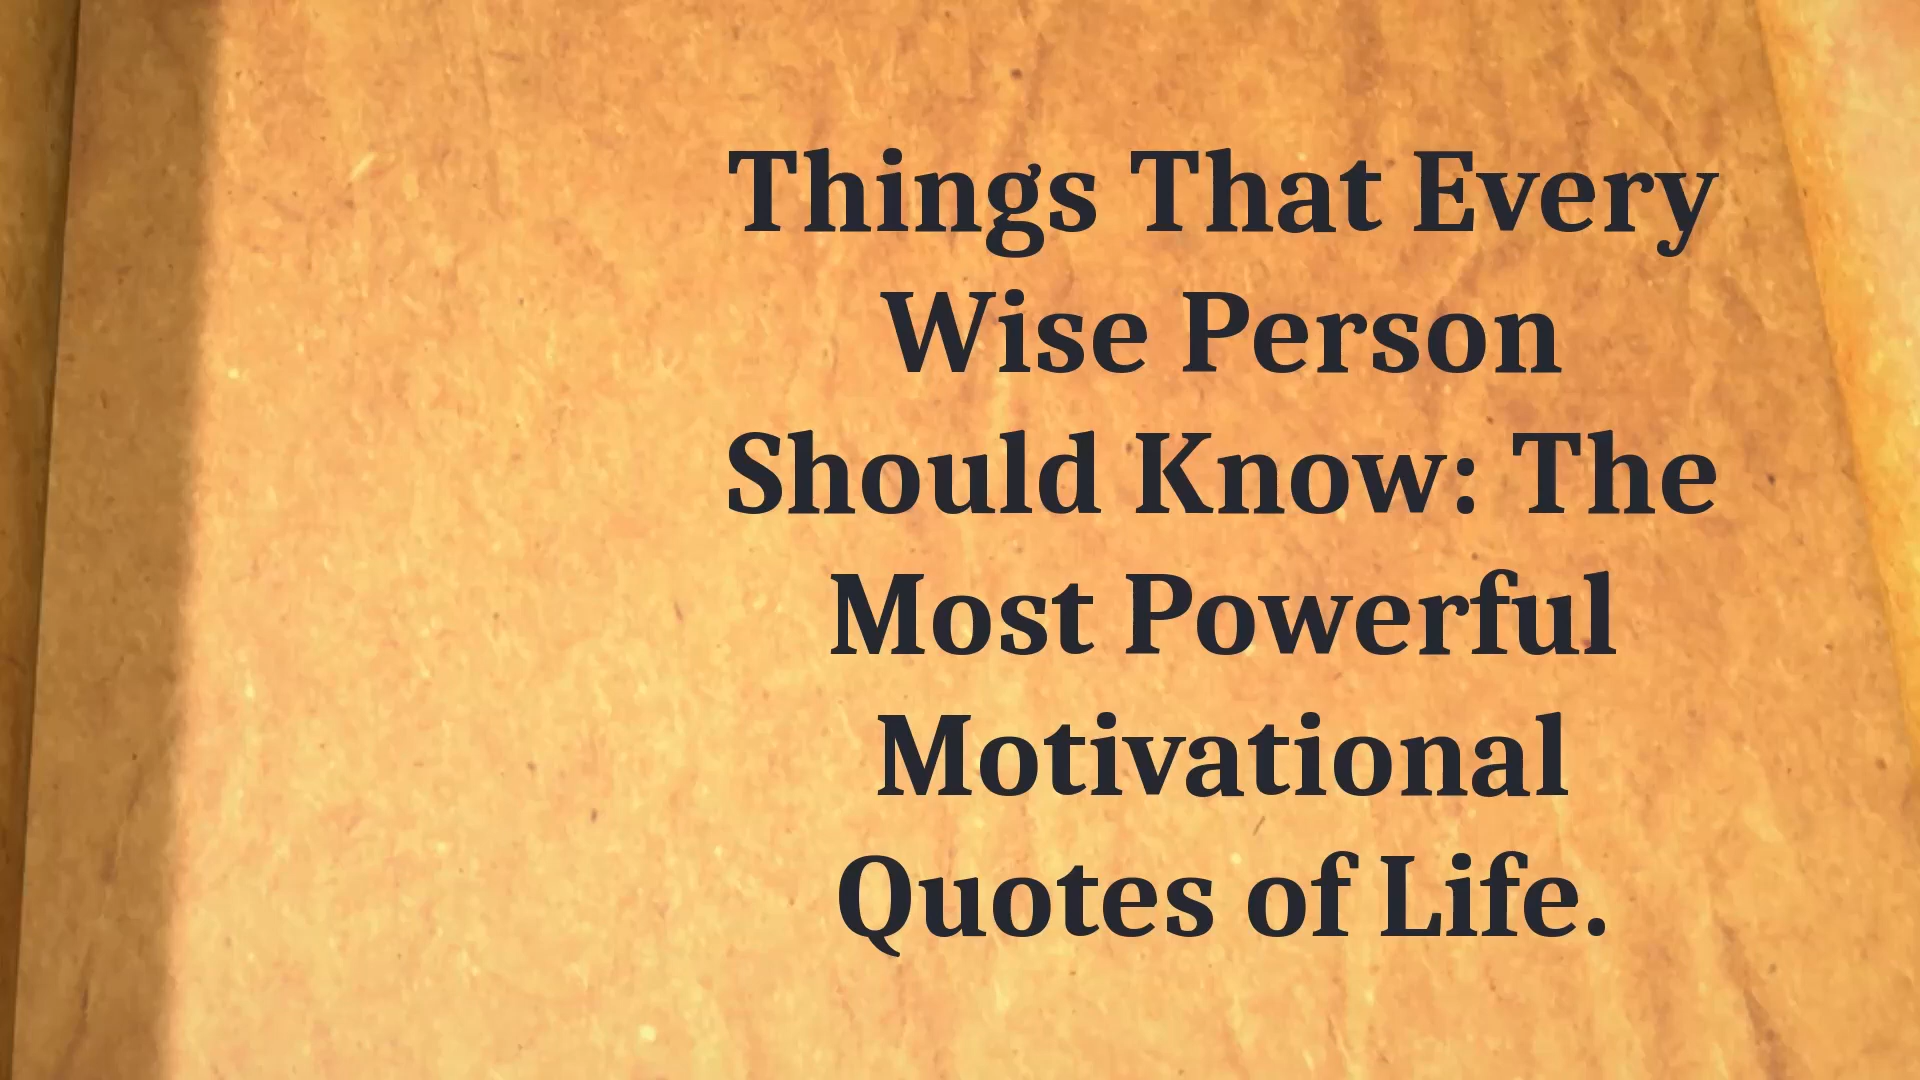 Things That Every
Wise Person
Should Know: The
Most Powerful
Motivational
Quotes of Life.